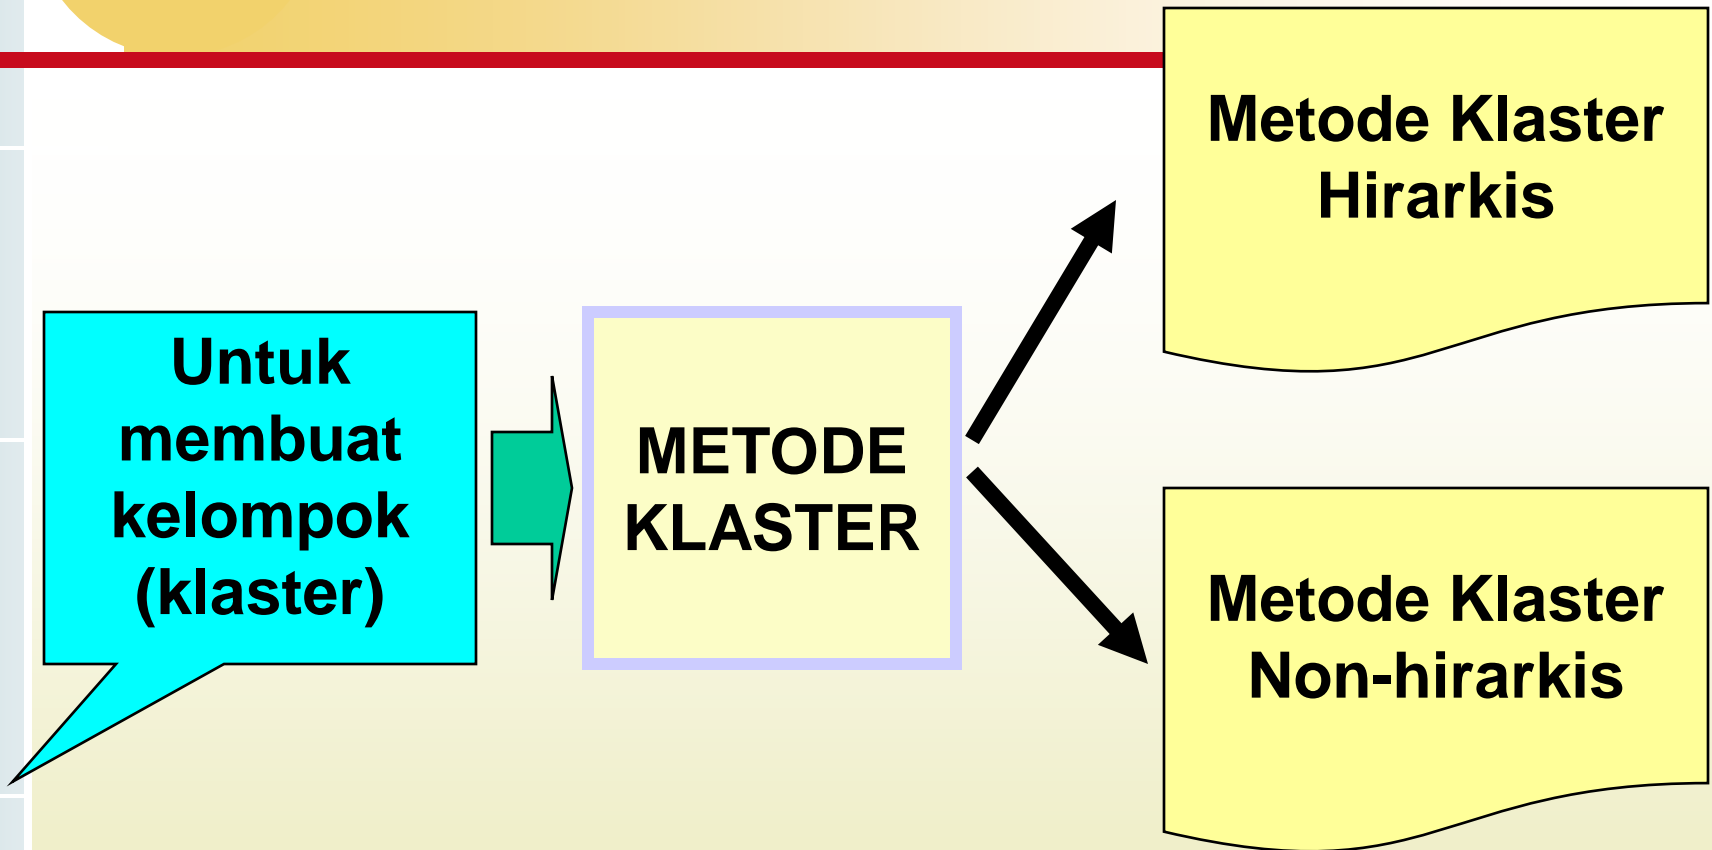 Untuk
membuat
kelompok
(klaster)
METODE
KLASTER
Metode Klaster
Hirarkis
Metode Klaster
Non-hirarkis